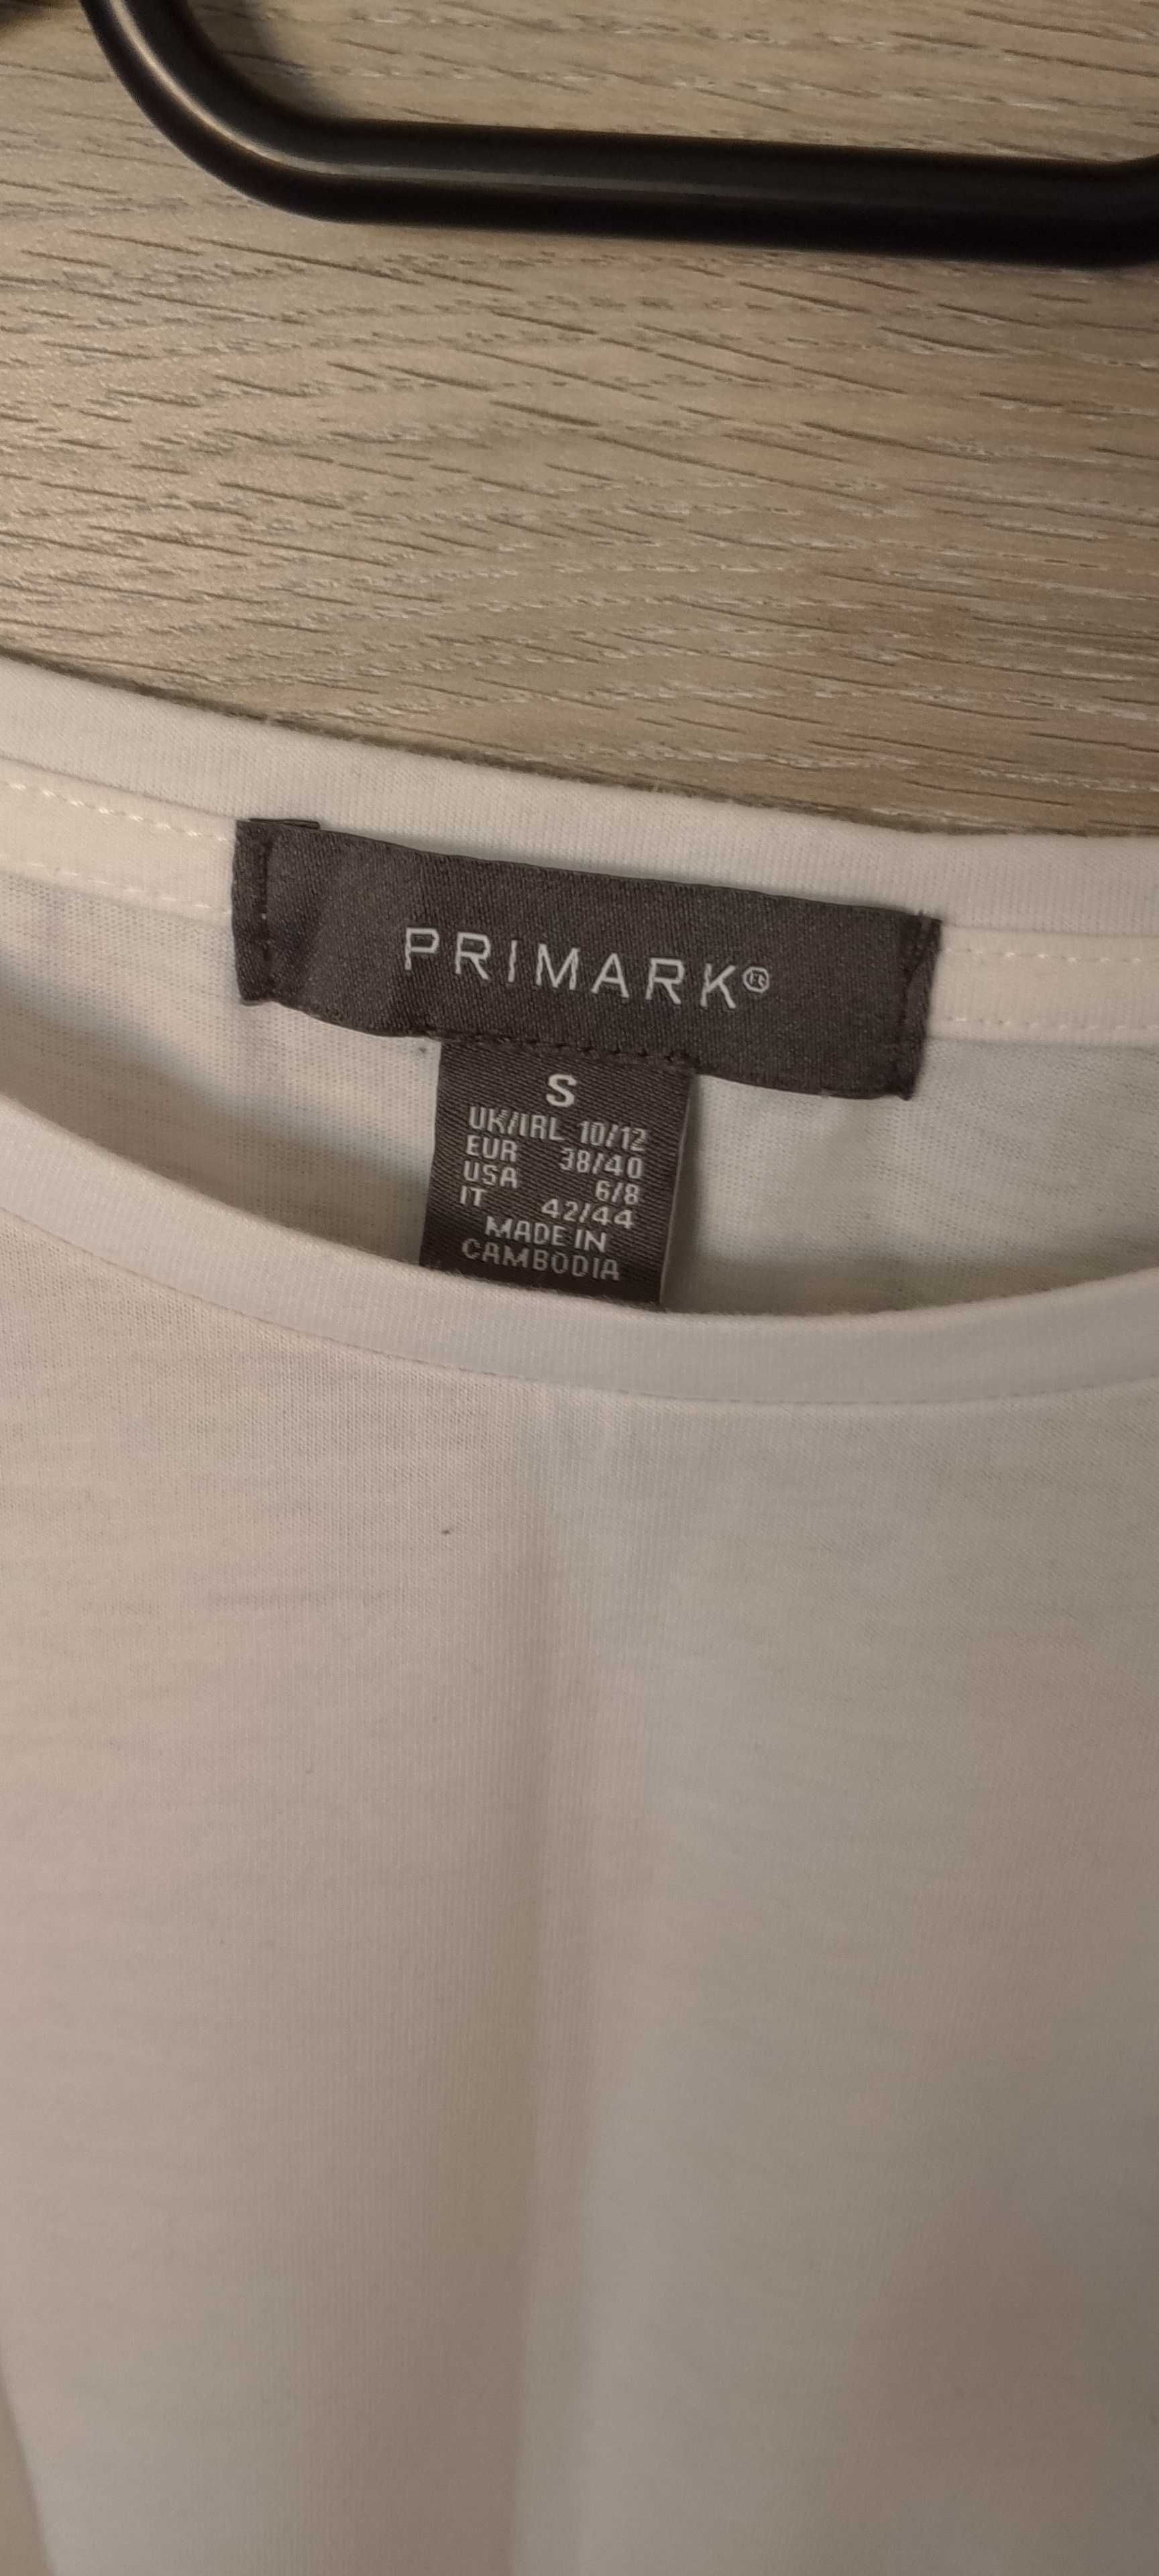 PRIMARK®
S
UK/IRL 10/12
EUR 38/40
USA 6/8
IT 42/44
MADE IN
CAMBODIA